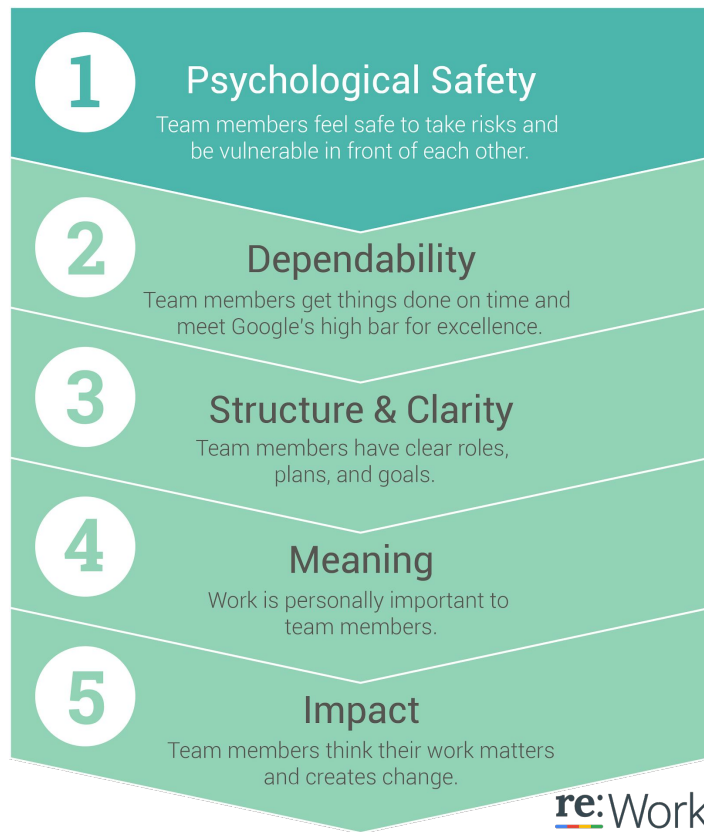 1
Psychological Safety
Team members feel safe to take risks and
be vulnerable in front of each other.
2
Dependability
Team members get things done on time and
meet Google's high bar for excellence.
3
Structure & Clarity
Team members have clear roles,
plans, and goals.
4
Meaning
Work is personally important to
team members.
5
Impact
Team members think their work matters
and creates change.
re:Work